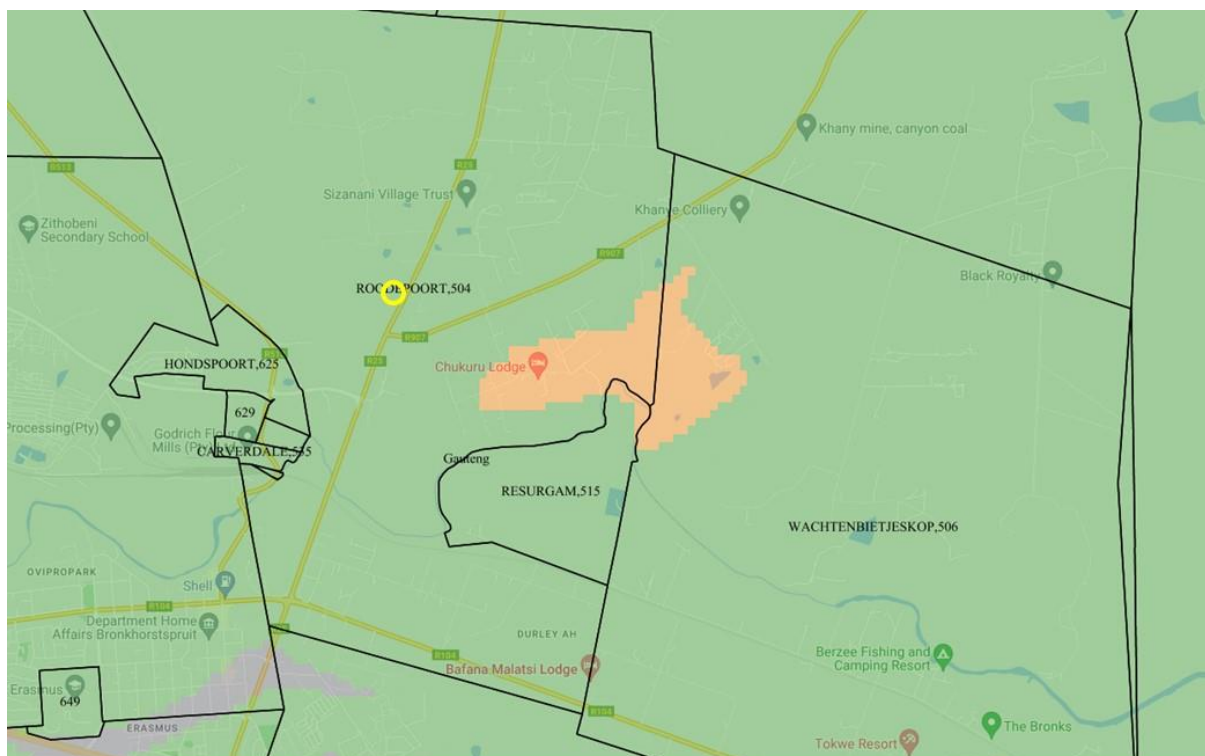 Khany mine, canyon coal
R513
R25
Sizanani Village Trust
Khanye Colliery
Zithobeni
Secondary School
R907
Black Royalty
ROODEPOORT,504
R907
R25
HONDSPOORT,625
Chukuru Lodge
629
Processing(Pty)
Godrich Flour
Mills (Pty) Ltd
CARVERDALE,535
Gauteng
RESURGAM,515
WACHTENBIETJESKOP,506
OVIPROPARK
Shell
R104
Department Home
Affairs Bronkhorstspruit
DURLEY AH
R104
Bafana Malatsi Lodge
Berzee Fishing and
Camping Resort
Erasmus
649
R104
The Bronks
ERASMUS
Tokwe Resort